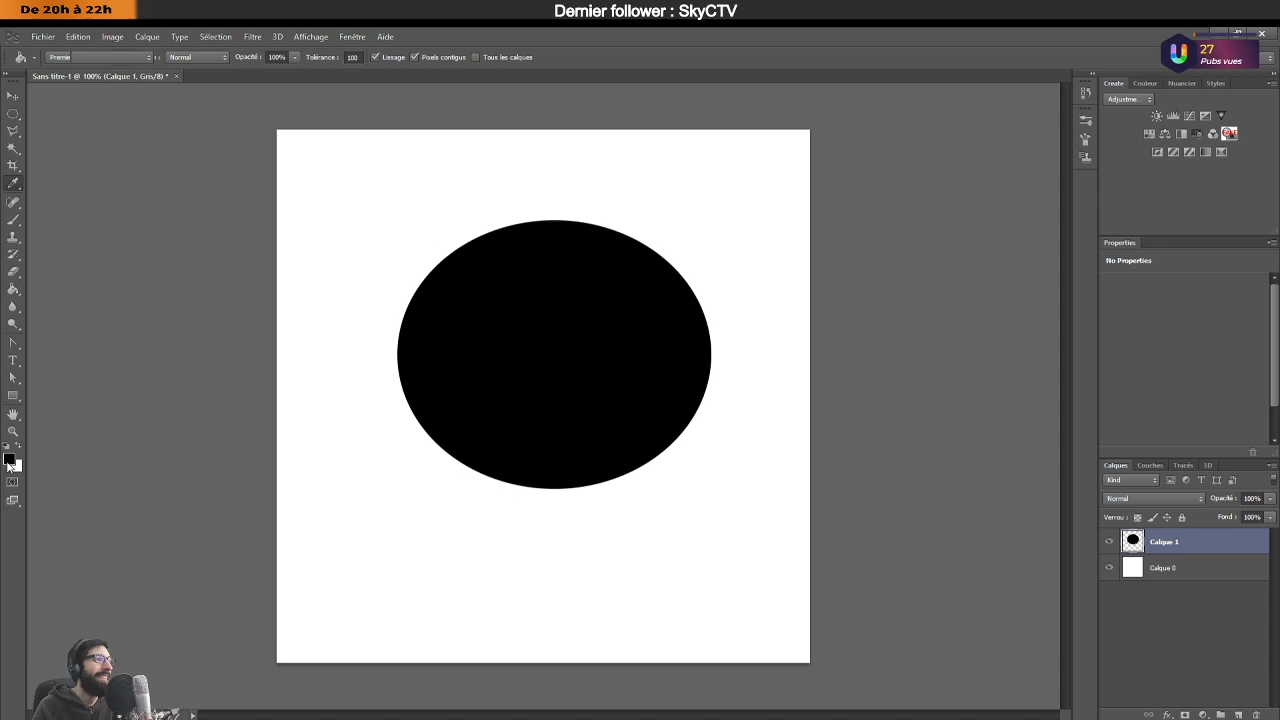 De 20h à 22h
Dernier follower : SkyCTV
Ps Fichier Edition Image Calque Type Sélection Filtre 3D Affichage Fenêtre Aide
27
Pubs vues
Premie Normal Opacité : 100% Tolérance : 100 Lissage Pixels contigus Tous les calques
Sans titre-1 @ 100% (Calque 1, Gris/8) * ×
Create Couleur Nuancier Styles
Adjustme...
Properties
No Properties
Calques Couches Tracés 3D
Kind
Normal Opacité : 100%
Verrou : Fond : 100%
Calque 1
Calque 0